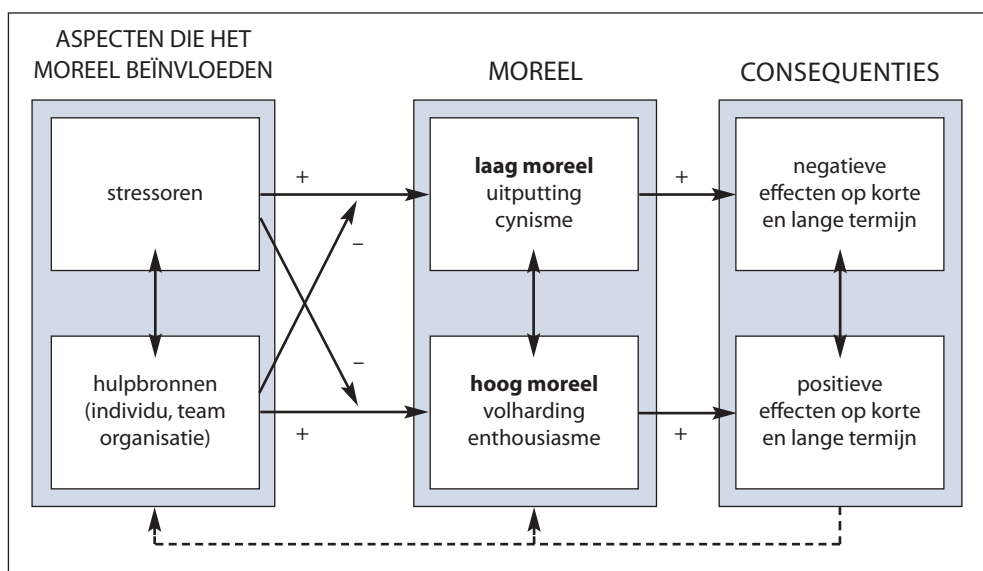 ASPECTEN DIE HET
MOREEL BEÏNVLOEDEN
MOREEL
CONSEQUENTIES
stressoren
+
–
laag moreel
uitputting
cynisme
+
negatieve
effecten op korte
en lange termijn
hulpbronnen
(individu, team
organisatie)
–
+
hoog moreel
volharding
enthousiasme
+
positieve
effecten op korte
en lange termijn